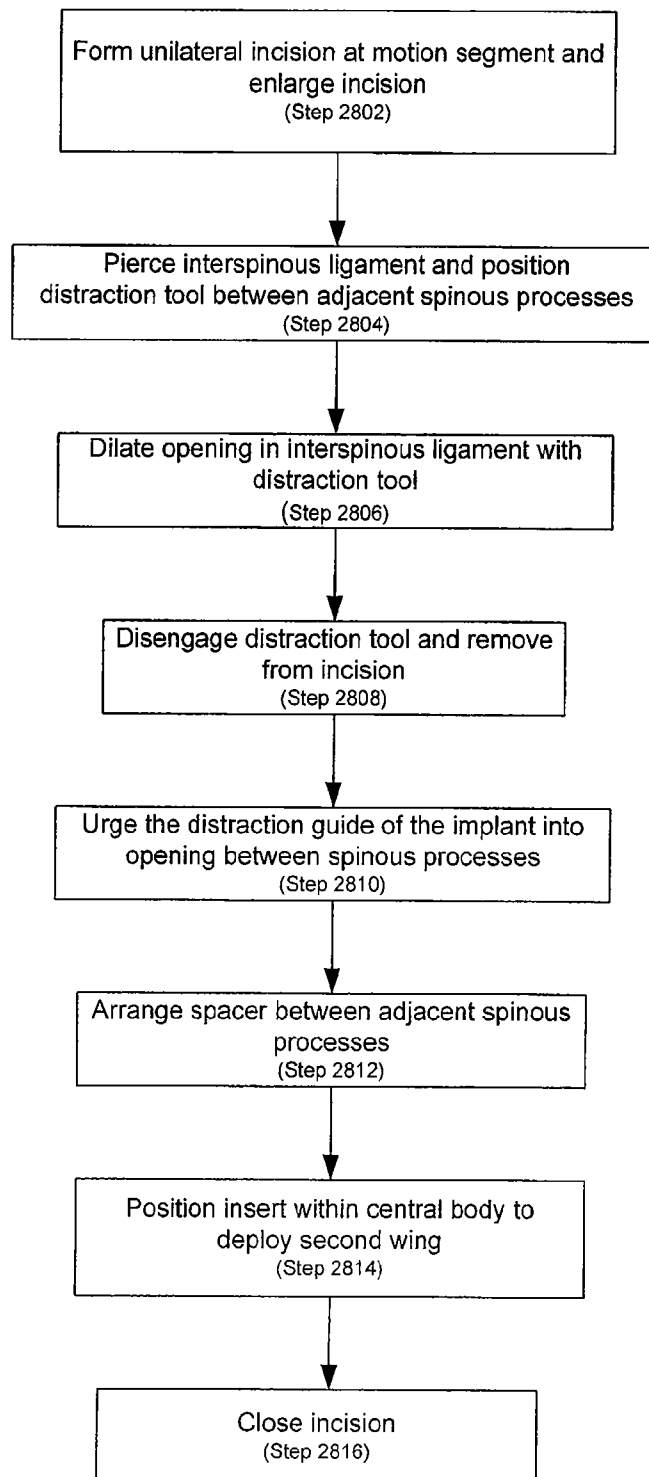 Form unilateral incision at motion segment and
enlarge incision
(Step 2802)
Pierce interspinous ligament and position
distraction tool between adjacent spinous processes
(Step 2804)
Dilate opening in interspinous ligament with
distraction tool
(Step 2806)
Disengage distraction tool and remove
from incision
(Step 2808)
Urge the distraction guide of the implant into
opening between spinous processes
(Step 2810)
Arrange spacer between adjacent spinous
processes
(Step 2812)
Position insert within central body to
deploy second wing
(Step 2814)
Close incision
(Step 2816)